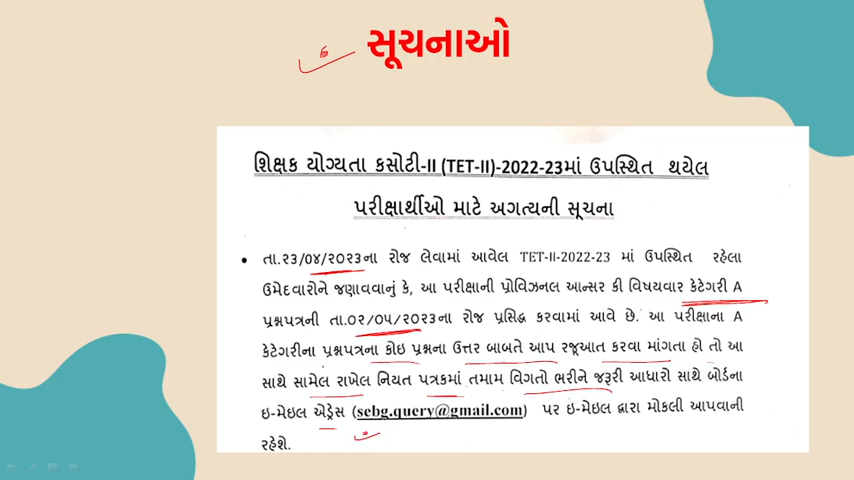 સૂચનાઓ
શિક્ષક યોગ્યતા કસોટી-II (TET-II)-2022-23માં ઉપસ્થિત થયેલ
પરીક્ષાર્થીઓ માટે અગત્યની સૂચના
• તા.૨૩/૦૪/૨૦૨૩ના રોજ લેવામાં આવેલ TET-II-2022-23 માં ઉપસ્થિત રહેલા
ઉમેદવારોને જણાવવાનું કે, આ પરીક્ષાની પ્રોવિઝનલ આન્સર કી વિષયવાર કેટેગરી A
પ્રશ્નપત્રની તા.૦૨/૦૫/૨૦૨૩ના રોજ પ્રસિદ્ધ કરવામાં આવે છે. આ પરીક્ષાના A
કેટેગરીના પ્રશ્નપત્રના કોઇ પ્રશ્નના ઉત્તર બાબતે આપ રજૂઆત કરવા માંગતા હો તો આ
સાથે સામેલ રાખેલ નિયત પત્રકમાં તમામ વિગતો ભરીને જરૂરી આધારો સાથે બોર્ડના
ઇ-મેઇલ એડ્રેસ (sebg.query@gmail.com) પર ઇ-મેઇલ દ્વારા મોકલી આપવાની
રહેશે.